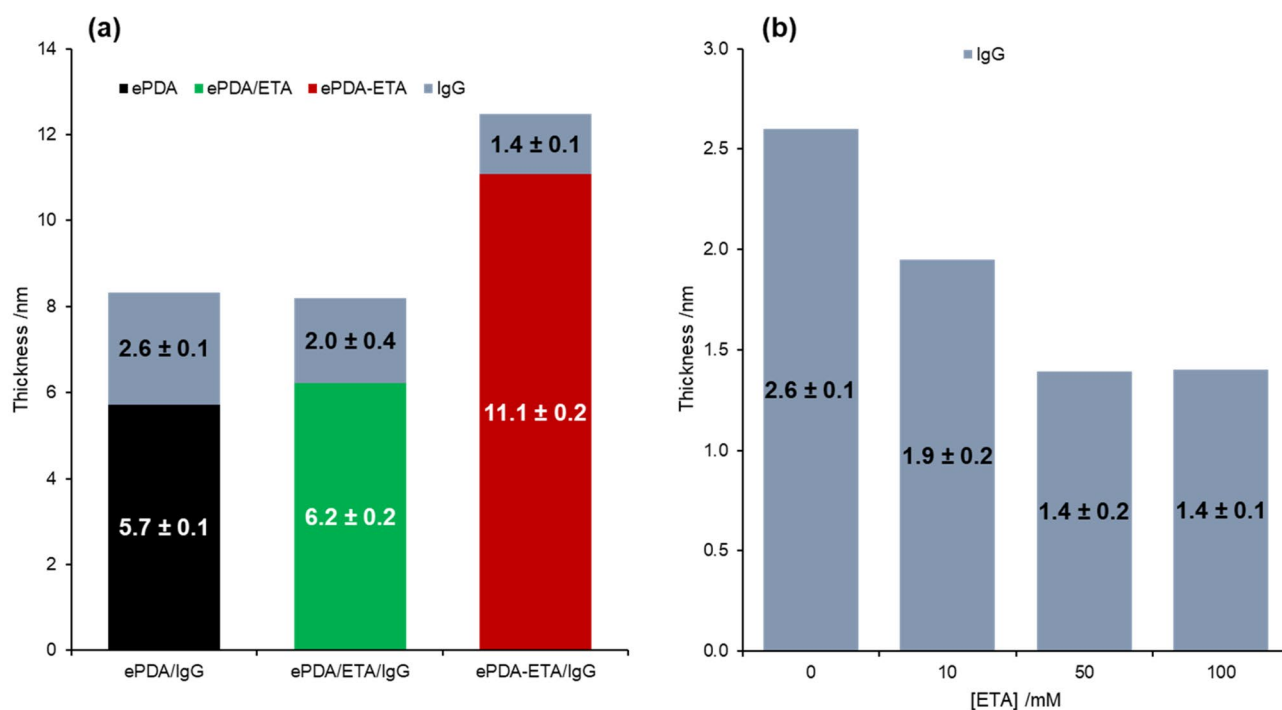 (a)
14
12
10
8
6
4
2
0
Thickness /nm
ePDA ePDA/ETA ePDA-ETA IgG
2.6 ± 0.1
5.7 ± 0.1
2.0 ± 0.4
6.2 ± 0.2
1.4 ± 0.1
11.1 ± 0.2
ePDA/IgG ePDA/ETA/IgG ePDA-ETA/IgG
(b)
3.0
2.5
2.0
1.5
1.0
0.5
0.0
Thickness /nm
IgG
2.6 ± 0.1
1.9 ± 0.2
1.4 ± 0.2
1.4 ± 0.1
0 10 50 100
[ETA] /mM